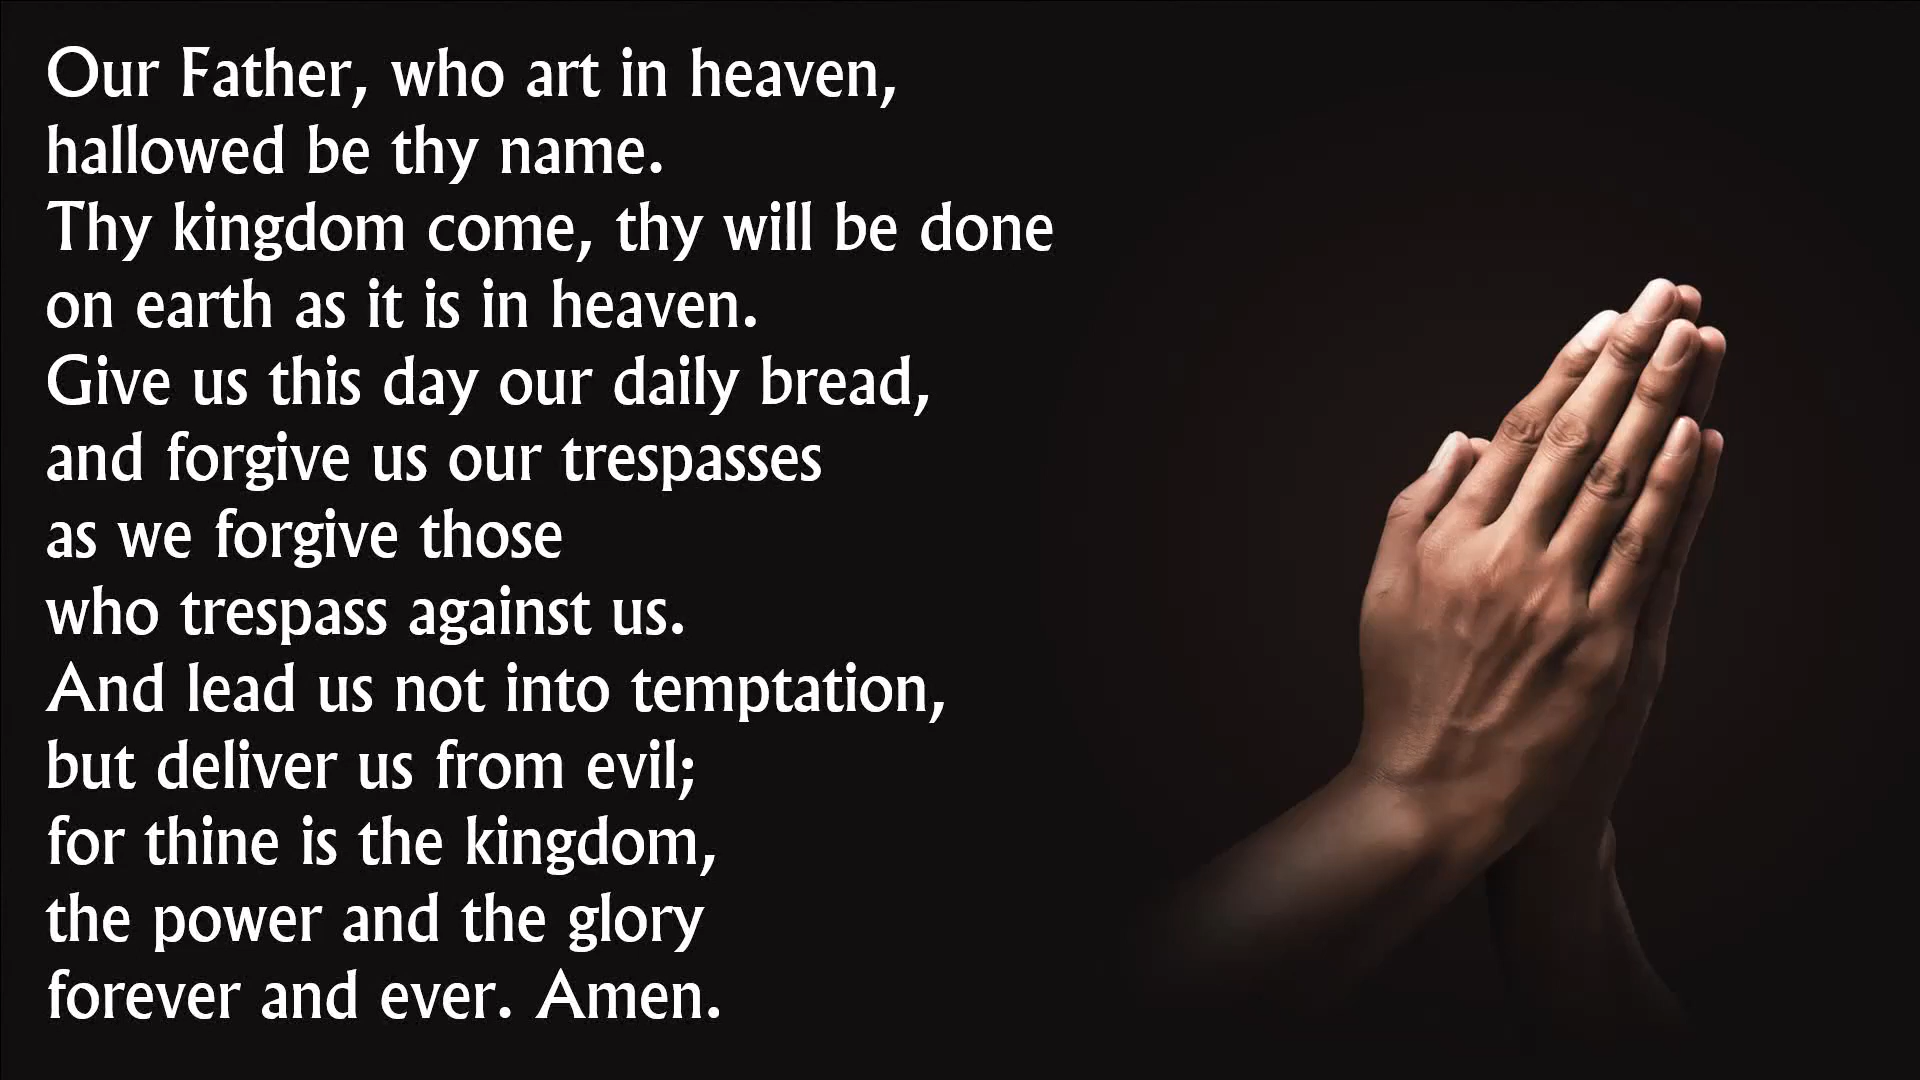 Our Father, who art in heaven,
hallowed be thy name.
Thy kingdom come, thy will be done
on earth as it is in heaven.
Give us this day our daily bread,
and forgive us our trespasses
as we forgive those
who trespass against us.
And lead us not into temptation,
but deliver us from evil;
for thine is the kingdom,
the power and the glory
forever and ever. Amen.